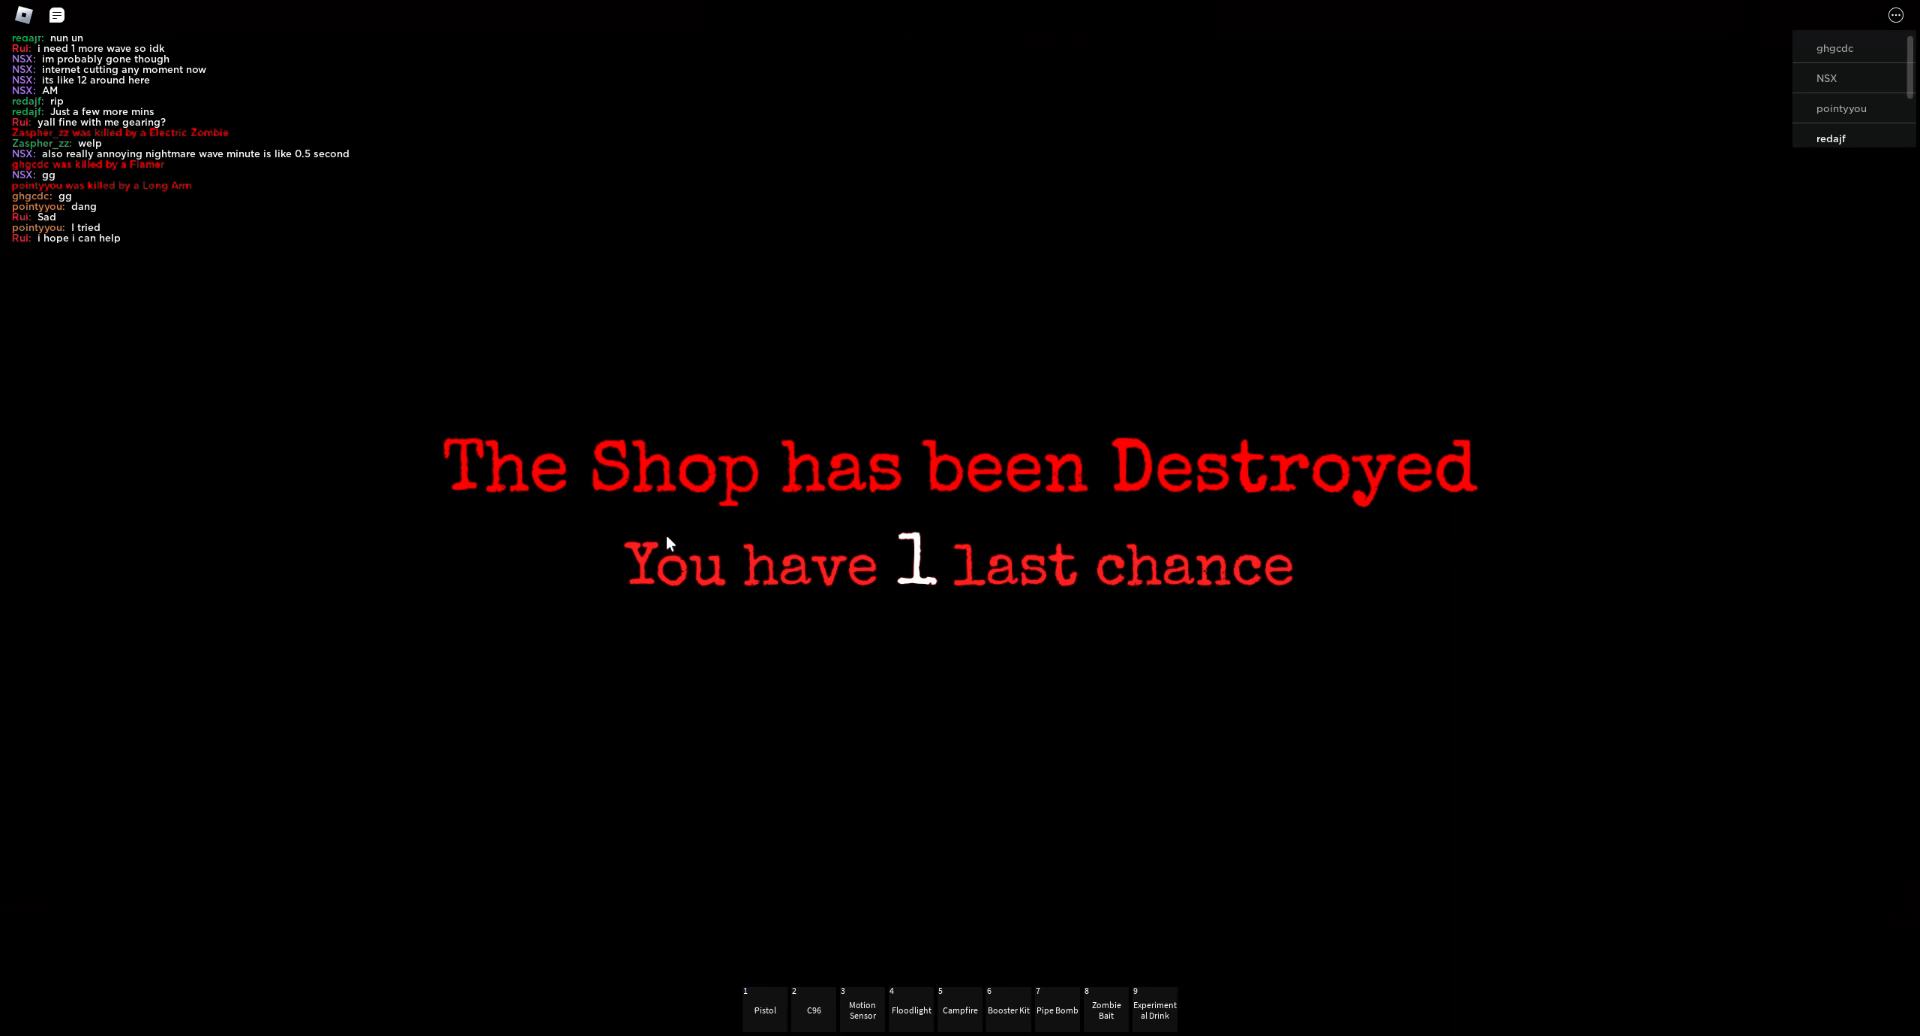 redajf: nun un
Rui: i need 1 more wave so idk
NSX: im probably gone though
NSX: internet cutting any moment now
NSX: its like 12 around here
NSX: AM
redajf: rip
redajf: Just a few more mins
Rui: yall fine with me gearing?
Zaspher_zz was killed by a Electric Zombie
Zaspher_zz: welp
NSX: also really annoying nightmare wave minute is like 0.5 second
ghgcdc was killed by a Flamer
NSX: gg
pointyyou was killed by a Long Arm
ghgcdc: gg
pointyyou: dang
Rui: Sad
pointyyou: I tried
Rui: i hope i can help
ghgcdc
NSX
pointyyou
redajf
The Shop has been Destroyed
You have 1 last chance
1
Pistol
2
C96
3
Motion
Sensor
4
Floodlight
5
Campfire
6
Booster Kit
7
Pipe Bomb
8
Zombie
Bait
9
Experiment
al Drink